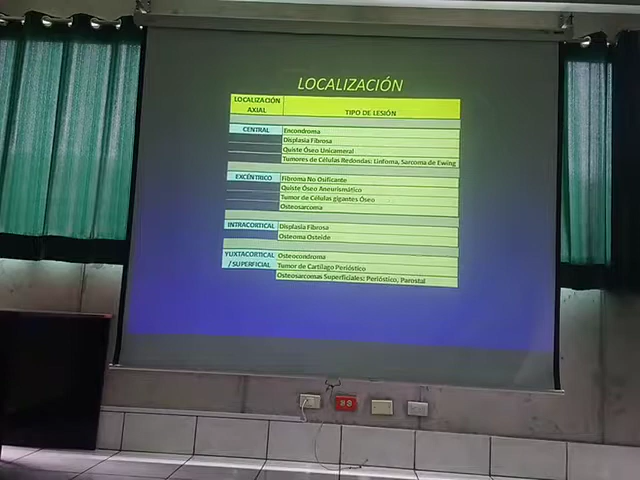 LOCALIZACIÓN
LOCALIZACIÓN AXIAL TIPO DE LESIÓN
CENTRAL Encondroma
Displasia Fibrosa
Quiste Óseo Unicameral
Tumores de Células Redondas: Linfoma, Sarcoma de Ewing
EXCÉNTRICO Fibroma No Osificante
Quiste Óseo Aneurismático
Tumor de Células gigantes Óseo
Osteosarcoma
INTRACORTICAL Displasia Fibrosa
Osteoma Osteide
YUXTACORTICAL Osteocondroma
/ SUPERFICIAL Tumor de Cartílago Perióstico
Osteosarcomas Superficiales: Perióstico, Parostal